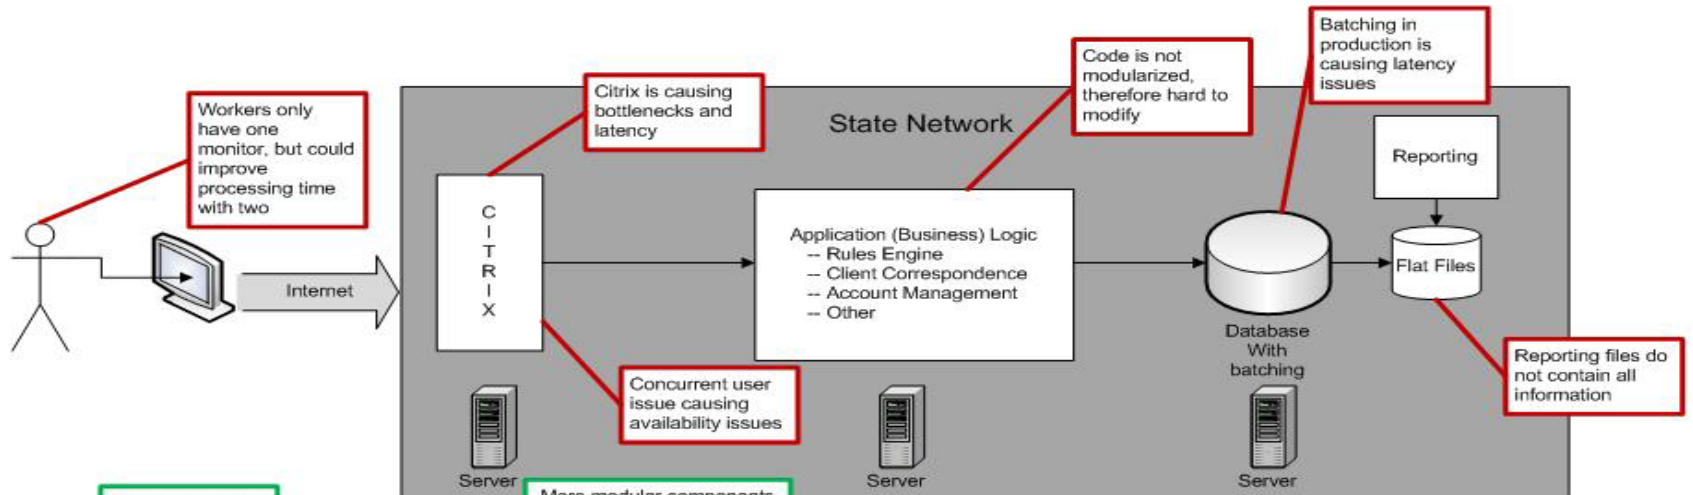 Workers only
have one
monitor, but could
improve
processing time
with two
Citrix is causing
bottlenecks and
latency
State Network
Code is not
modularized,
therefore hard to
modify
Batching in
production is
causing latency
issues
Reporting
Internet
C
I
T
R
I
X
Application (Business) Logic
-- Rules Engine
-- Client Correspondence
-- Account Management
-- Other
Flat Files
Database
With
batching
Concurrent user
issue causing
availability issues
Reporting files do
not contain all
information
Server
Server
Server
More modular components